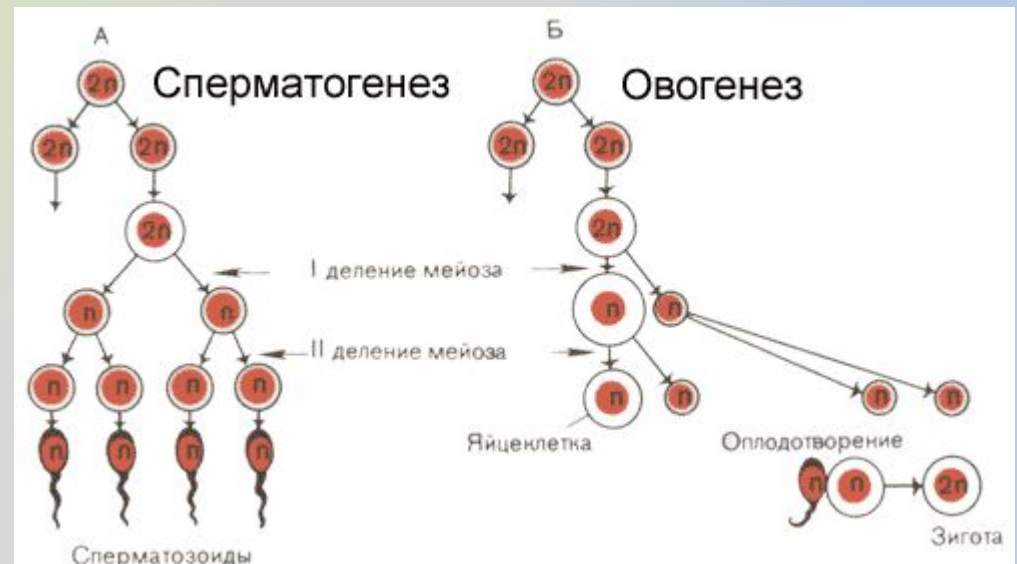 А
Б
Сперматогенез
Овогенез
2n
2n
2n
2n
2n
2n
2n
2n
I деление мейоза
n
n
n
n
II деление мейоза
n
n
n
n
n
n
n
n
Яйцеклетка
Оплодотворение
n
n
n
n
n
n
2n
Зигота
Сперматозоиды